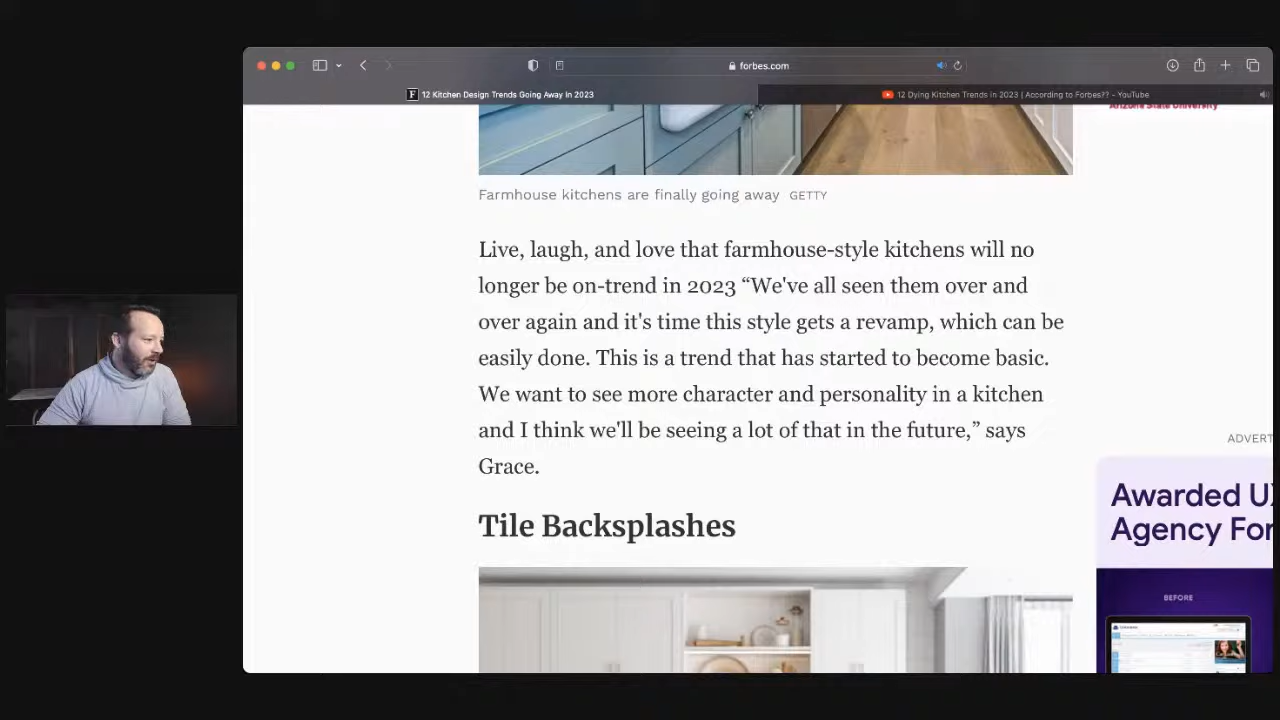 forbes.com
12 Kitchen Design Trends Going Away In 2023
12 Dying Kitchen Trends in 2023 | According to Forbes?? - YouTube
Arizona State University
Farmhouse kitchens are finally going away GETTY
Live, laugh, and love that farmhouse-style kitchens will no
longer be on-trend in 2023 “We've all seen them over and
over again and it's time this style gets a revamp, which can be
easily done. This is a trend that has started to become basic.
We want to see more character and personality in a kitchen
and I think we'll be seeing a lot of that in the future,” says
Grace.
ADVERT
Awarded UX
Agency For
Tile Backsplashes
BEFORE